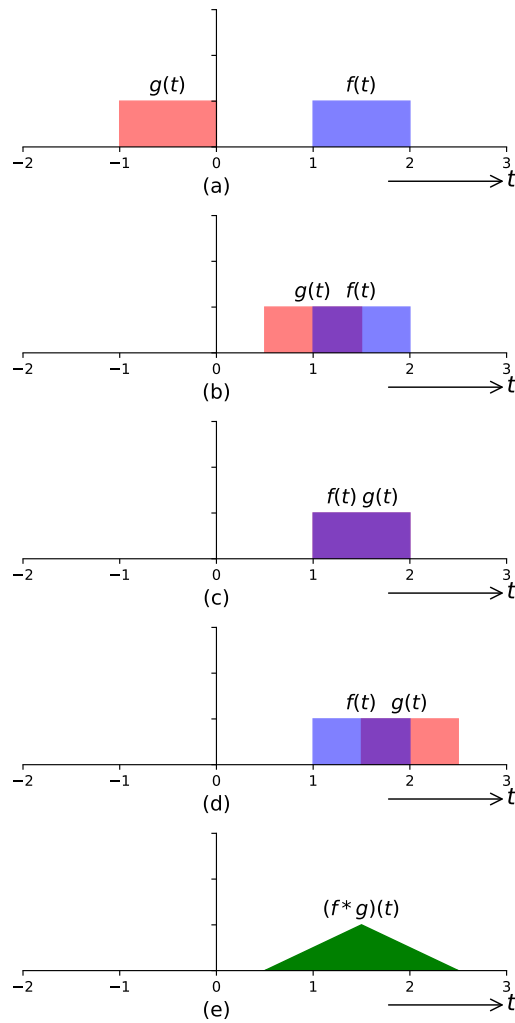 g(t) f(t)
−2 −1 0 1 2 3
t
(a)
g(t) f(t)
−2 −1 0 1 2 3
t
(b)
f(t) g(t)
−2 −1 0 1 2 3
t
(c)
f(t) g(t)
−2 −1 0 1 2 3
t
(d)
(f * g)(t)
−2 −1 0 1 2 3
t
(e)